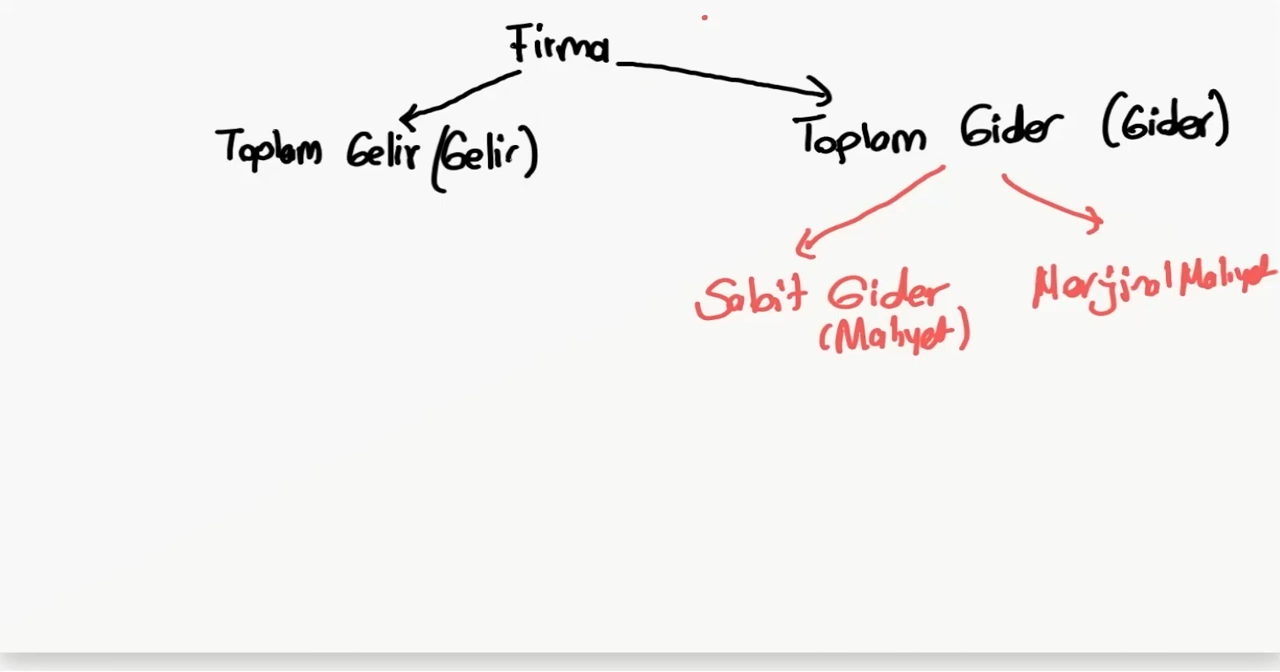 Firma
Toplam Gelir (Gelir)
Toplam Gider (Gider)
Sabit Gider
(Maliyet)
Marjinal Maliyet